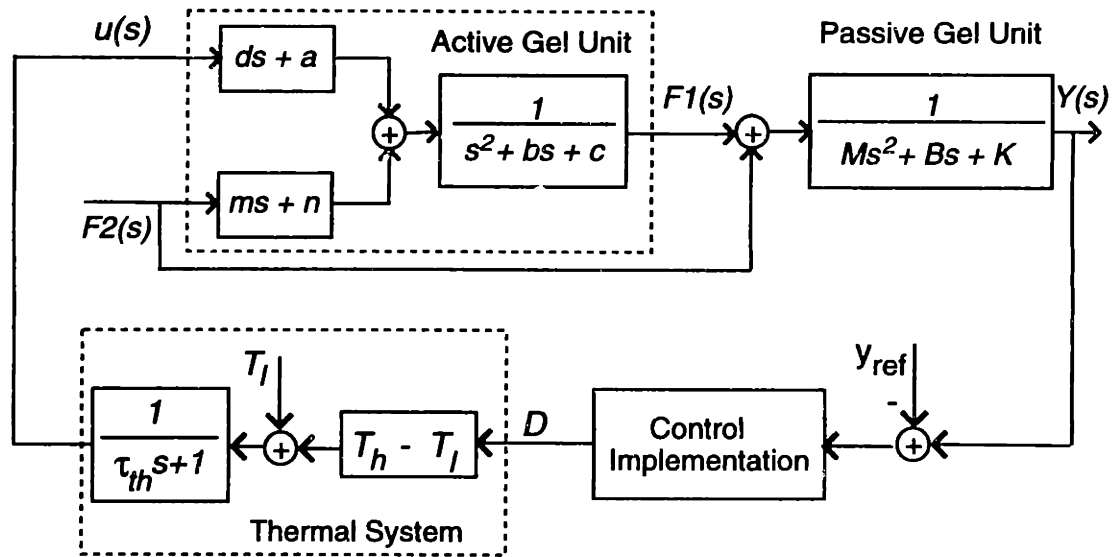 u(s)
ds + a
Active Gel Unit
Passive Gel Unit
+
1
s² + bs + c
F1(s)
+
1
Ms² + Bs + K
Y(s)
F2(s)
ms + n
T_l
y_ref
-
1
τ_th s+1
+
T_h - T_l
D
Control
Implementation
+
Thermal System